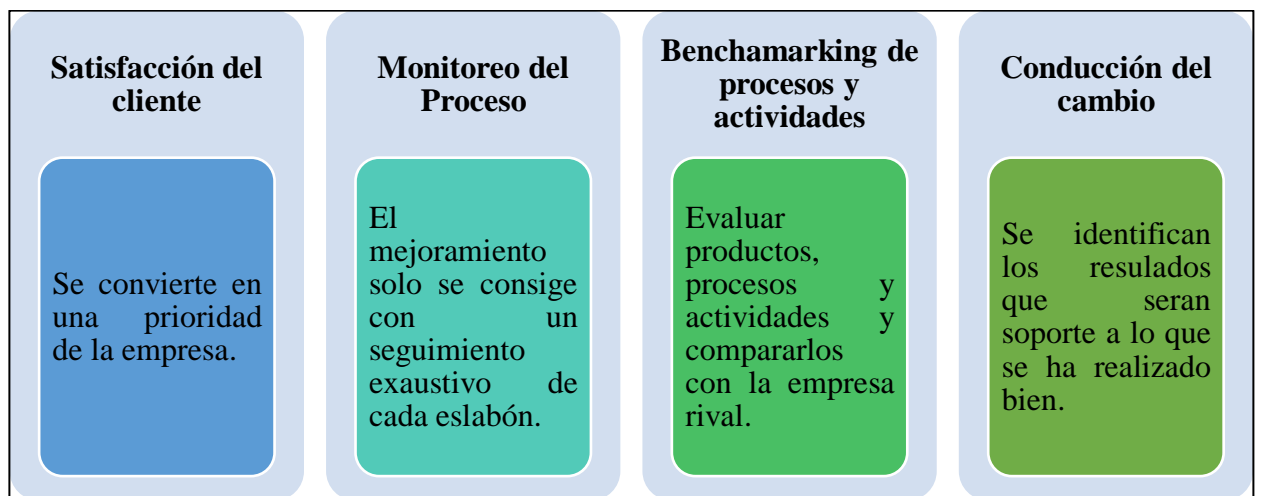 Satisfacción del
cliente
Se convierte en
una prioridad
de la empresa.
Monitoreo del
Proceso
El
mejoramiento
solo se consige
con un
seguimiento
exaustivo de
cada eslabón.
Benchamarking de
procesos y
actividades
Evaluar
productos,
procesos y
actividades y
compararlos
con la empresa
rival.
Conducción del
cambio
Se identifican
los resulados
que seran
soporte a lo que
se ha realizado
bien.